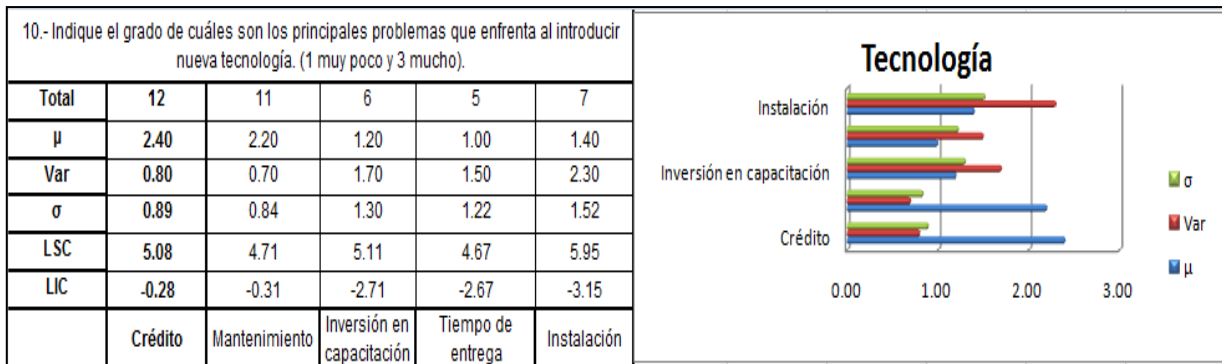 10.- Indique el grado de cuáles son los principales problemas que enfrenta al introducir
nueva tecnología. (1 muy poco y 3 mucho).
Total 12 11 6 5 7
μ 2.40 2.20 1.20 1.00 1.40
Var 0.80 0.70 1.70 1.50 2.30
σ 0.89 0.84 1.30 1.22 1.52
LSC 5.08 4.71 5.11 4.67 5.95
LIC -0.28 -0.31 -2.71 -2.67 -3.15
Crédito Mantenimiento Inversión en capacitación Tiempo de entrega Instalación
Tecnología
Instalación
Inversión en capacitación
Crédito
0.00 1.00 2.00 3.00
σ
Var
μ